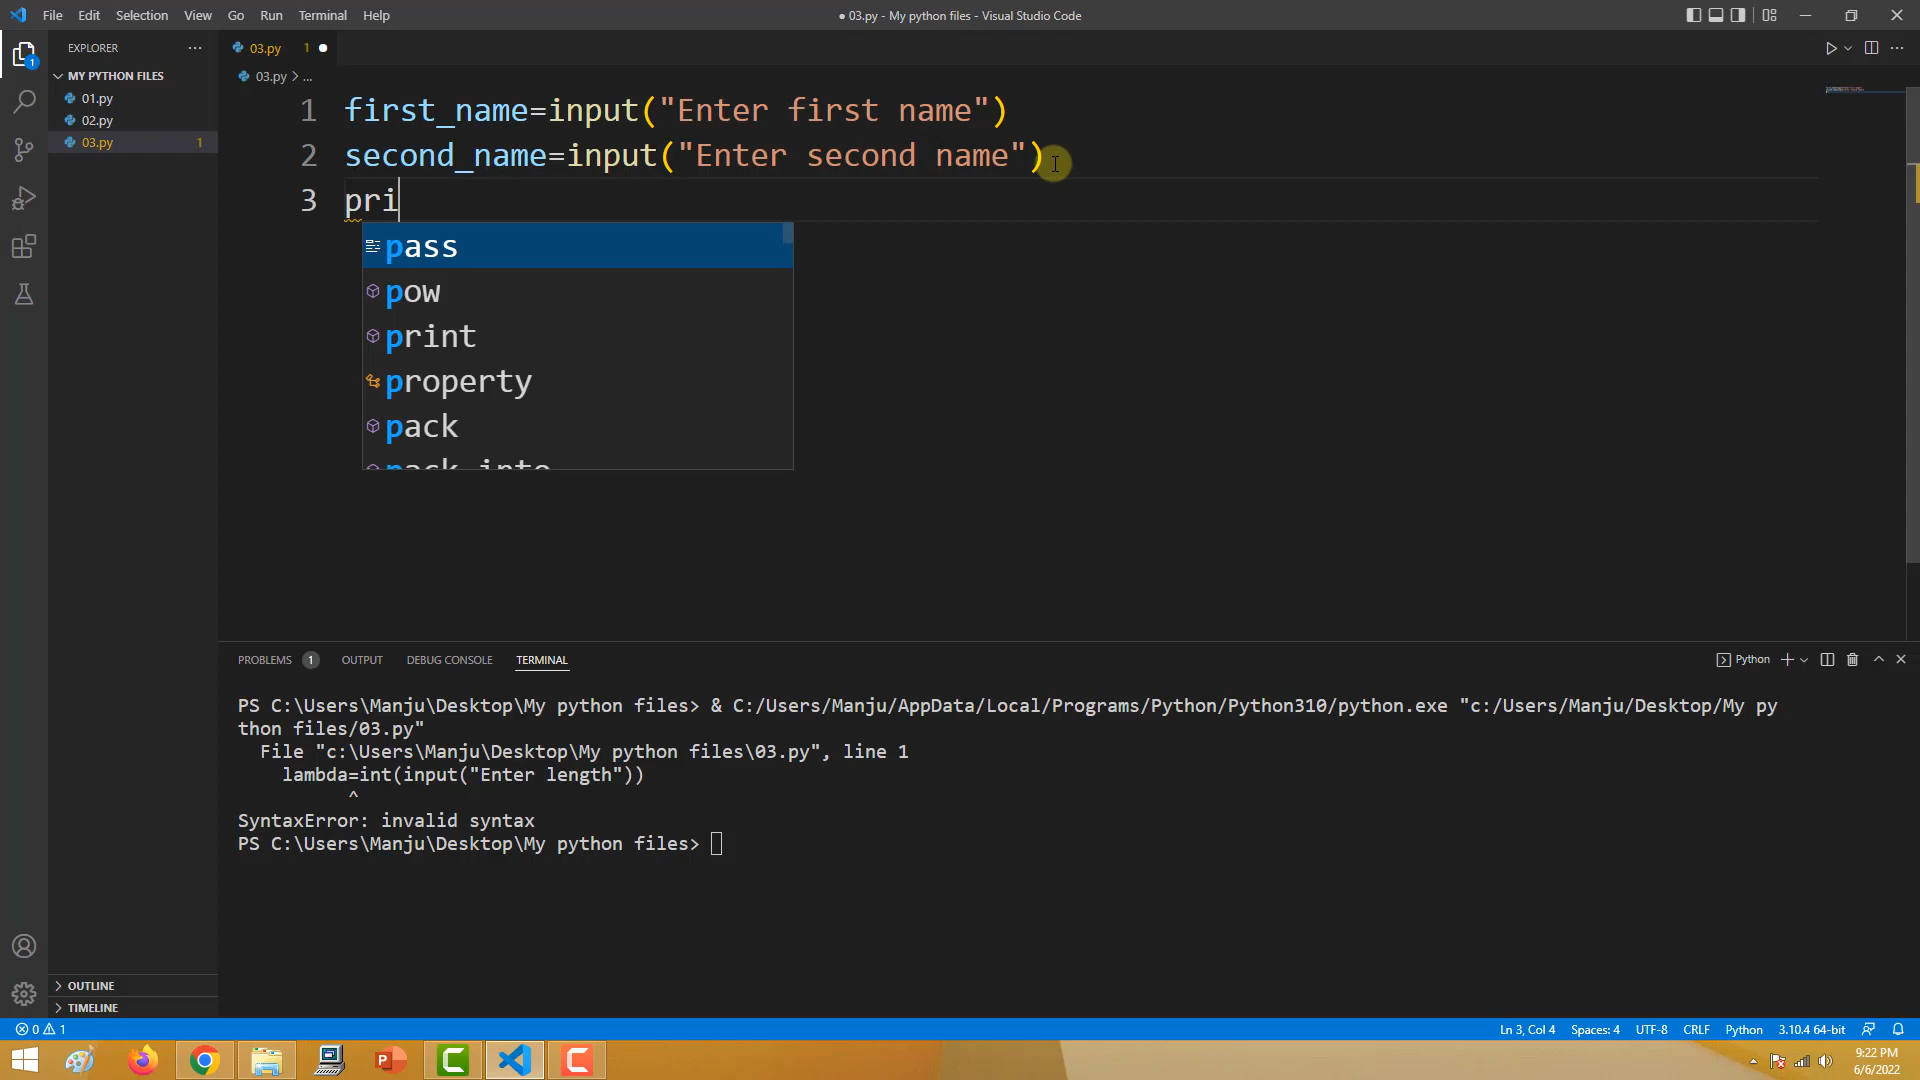 File Edit Selection View Go Run Terminal Help
● 03.py - My python files - Visual Studio Code
EXPLORER
03.py 1
MY PYTHON FILES
03.py > ...
01.py
02.py
03.py 1
1 first_name=input("Enter first name")
2 second_name=input("Enter second name")
3 pri
pass
pow
print
property
pack
pack_into
PROBLEMS 1 OUTPUT DEBUG CONSOLE TERMINAL
Python
PS C:\Users\Manju\Desktop\My python files> & C:/Users/Manju/AppData/Local/Programs/Python/Python310/python.exe "c:/Users/Manju/Desktop/My py
thon files/03.py"
File "c:\Users\Manju\Desktop\My python files\03.py", line 1
lambda=int(input("Enter length"))
^
SyntaxError: invalid syntax
PS C:\Users\Manju\Desktop\My python files>
OUTLINE
TIMELINE
1
0 1
Ln 3, Col 4 Spaces: 4 UTF-8 CRLF Python 3.10.4 64-bit
9:22 PM
6/6/2022